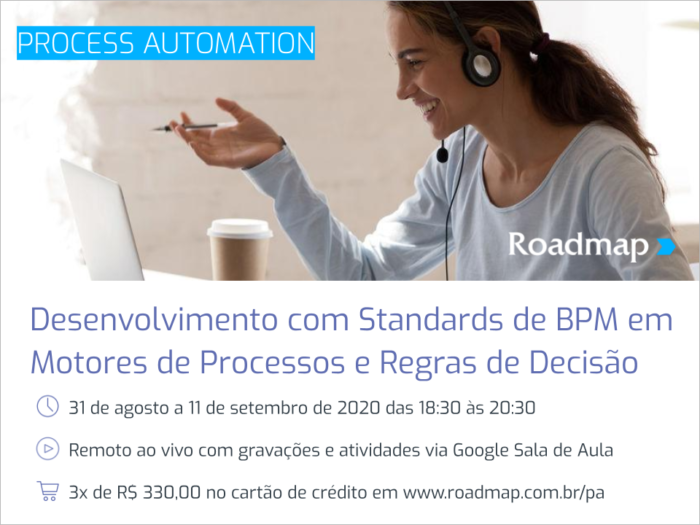 PROCESS AUTOMATION
Roadmap
Desenvolvimento com Standards de BPM em
Motores de Processos e Regras de Decisão
31 de agosto a 11 de setembro de 2020 das 18:30 às 20:30
Remoto ao vivo com gravações e atividades via Google Sala de Aula
3x de R$ 330,00 no cartão de crédito em www.roadmap.com.br/pa